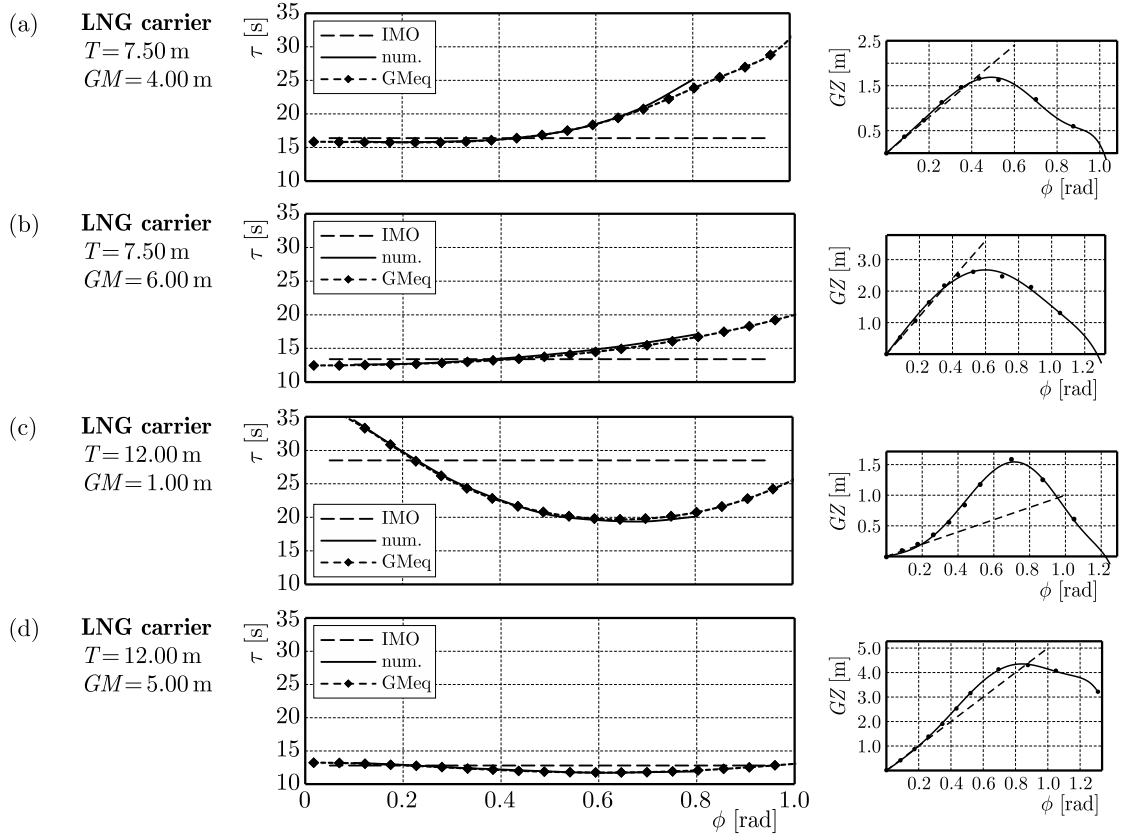 (a) LNG carrier
T = 7.50 m
GM = 4.00 m
τ [s]
35
30
25
20
15
10
IMO
num.
GMeq
GZ [m]
2.5
1.5
0.5
0.2 0.4 0.6 0.8 1.0
ϕ [rad]
(b) LNG carrier
T = 7.50 m
GM = 6.00 m
τ [s]
35
30
25
20
15
10
IMO
num.
GMeq
GZ [m]
3.0
2.0
1.0
0.2 0.4 0.6 0.8 1.0 1.2
ϕ [rad]
(c) LNG carrier
T = 12.00 m
GM = 1.00 m
τ [s]
35
30
25
20
15
10
IMO
num.
GMeq
GZ [m]
1.5
1.0
0.5
0.2 0.4 0.6 0.8 1.0 1.2
ϕ [rad]
(d) LNG carrier
T = 12.00 m
GM = 5.00 m
τ [s]
35
30
25
20
15
10
IMO
num.
GMeq
0 0.2 0.4 0.6 0.8 1.0
ϕ [rad]
GZ [m]
5.0
4.0
3.0
2.0
1.0
0.2 0.4 0.6 0.8 1.0 1.2
ϕ [rad]